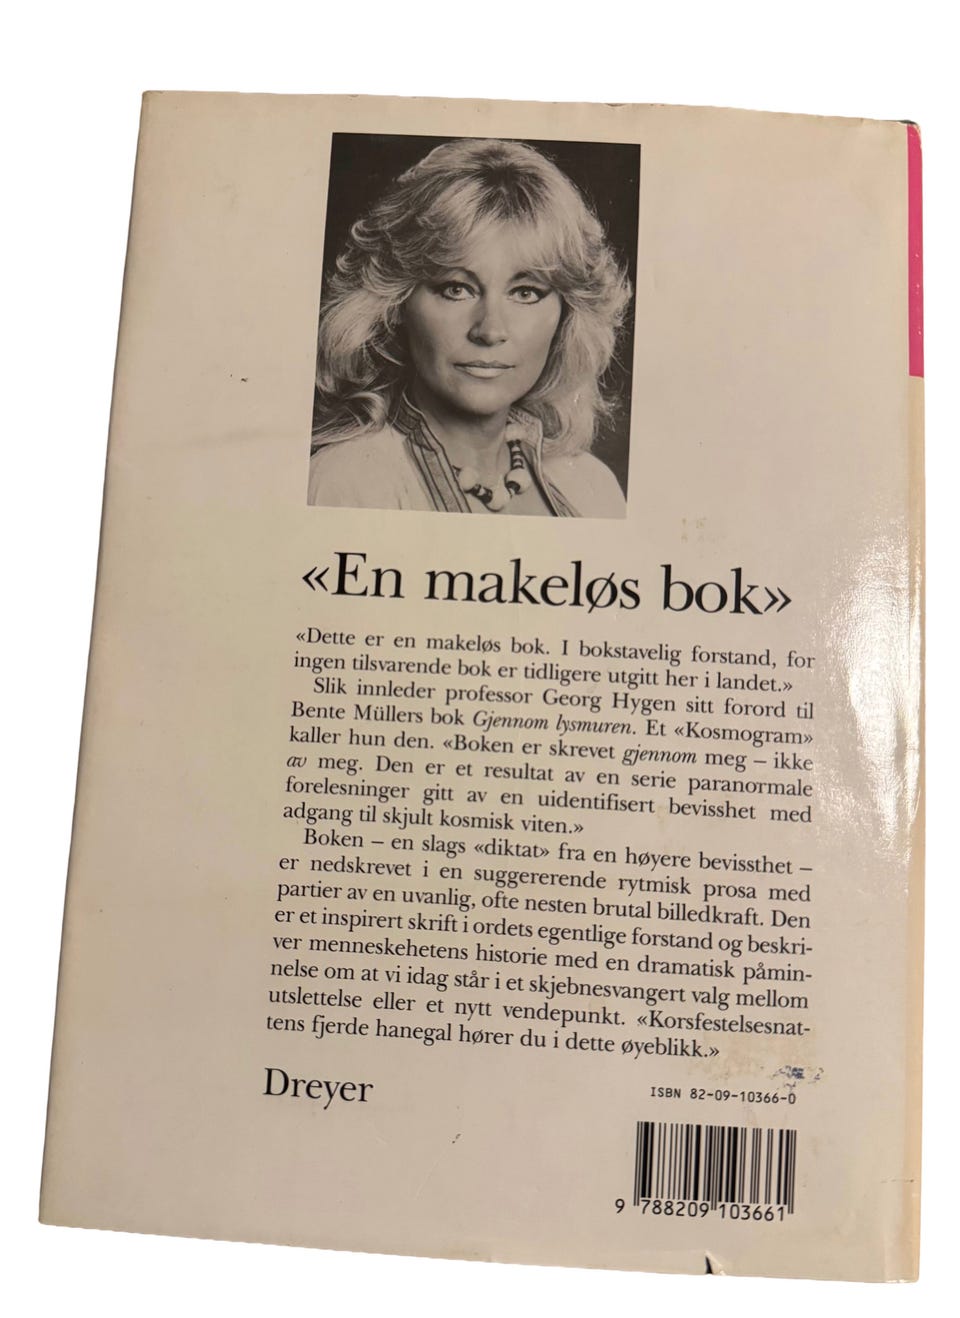 «En makeløs bok»
«Dette er en makeløs bok. I bokstavelig forstand, for
ingen tilsvarende bok er tidligere utgitt her i landet.»
Slik innleder professor Georg Hygen sitt forord til
Bente Müllers bok Gjennom lysmuren. Et «Kosmogram»
kaller hun den. «Boken er skrevet gjennom meg – ikke
av meg. Den er et resultat av en serie paranormale
forelesninger gitt av en uidentifisert bevisshet med
adgang til skjult kosmisk viten.»
Boken – en slags «diktat» fra en høyere bevissthet –
er nedskrevet i en suggererende rytmisk prosa med
partier av en uvanlig, ofte nesten brutal billedkraft. Den
er et inspirert skrift i ordets egentlige forstand og beskri-
ver menneskehetens historie med en dramatisk påmin-
nelse om at vi idag står i et skjebnesvangert valg mellom
utslettelse eller et nytt vendepunkt. «Korsfestelsesnat-
tens fjerde hanegal hører du i dette øyeblikk.»
Dreyer
ISBN 82-09-10366-0
9 788209 103661